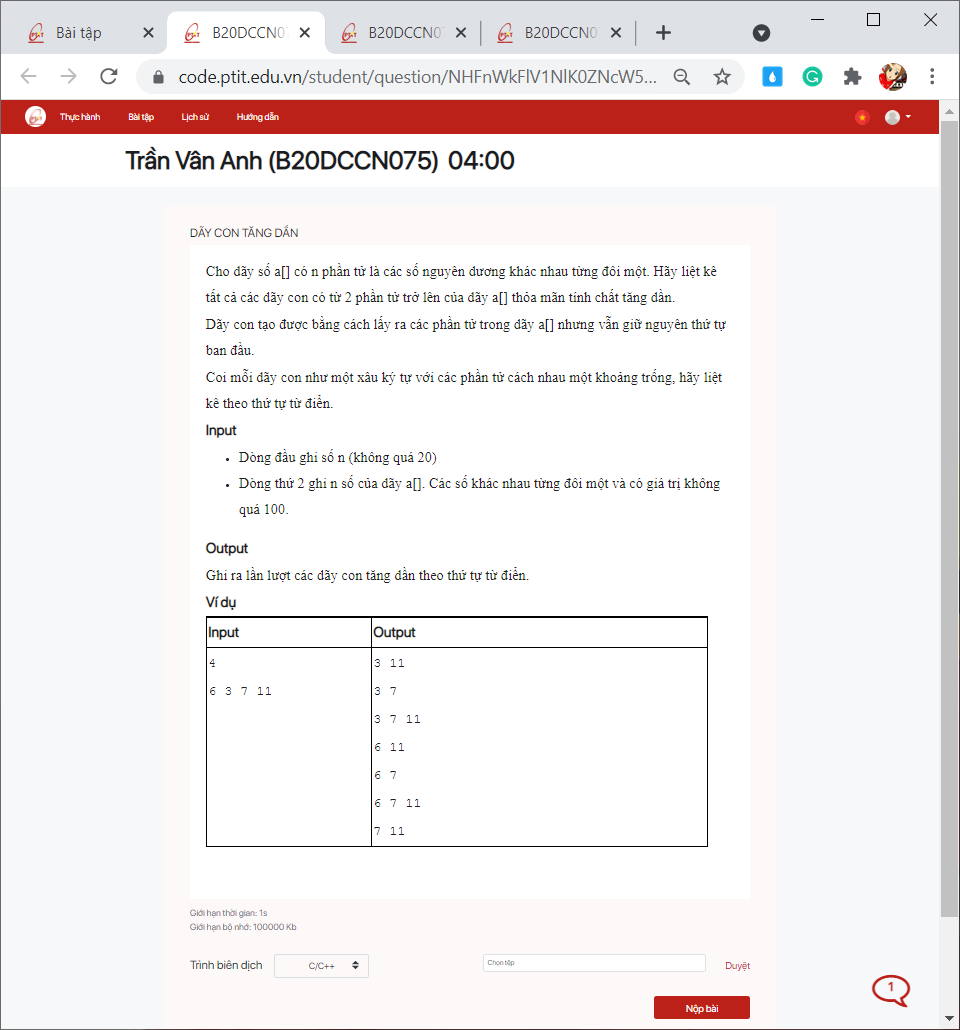 Bài tập
B20DCCN0
B20DCCN0
B20DCCN0
code.ptit.edu.vn/student/question/NHFnWkFlV1NlK0ZNcW5...
Thực hành Bài tập Lịch sử Hướng dẫn
Trần Vân Anh (B20DCCN075) 04:00
DÃY CON TĂNG DẦN
Cho dãy số a[] có n phần tử là các số nguyên dương khác nhau từng đôi một. Hãy liệt kê
tất cả các dãy con có từ 2 phần tử trở lên của dãy a[] thỏa mãn tính chất tăng dần.
Dãy con tạo được bằng cách lấy ra các phần tử trong dãy a[] nhưng vẫn giữ nguyên thứ tự
ban đầu.
Coi mỗi dãy con như một xâu ký tự với các phần tử cách nhau một khoảng trống, hãy liệt
kê theo thứ tự từ điển.
Input
• Dòng đầu ghi số n (không quá 20)
• Dòng thứ 2 ghi n số của dãy a[]. Các số khác nhau từng đôi một và có giá trị không
quá 100.
Output
Ghi ra lần lượt các dãy con tăng dần theo thứ tự từ điển.
Ví dụ
Input Output
4
6 3 7 11
3 11
3 7
3 7 11
6 11
6 7
6 7 11
7 11
Giới hạn thời gian: 1s
Giới hạn bộ nhớ: 100000 Kb
Trình biên dịch C/C++ Chọn tệp Duyệt
1
Nộp bài